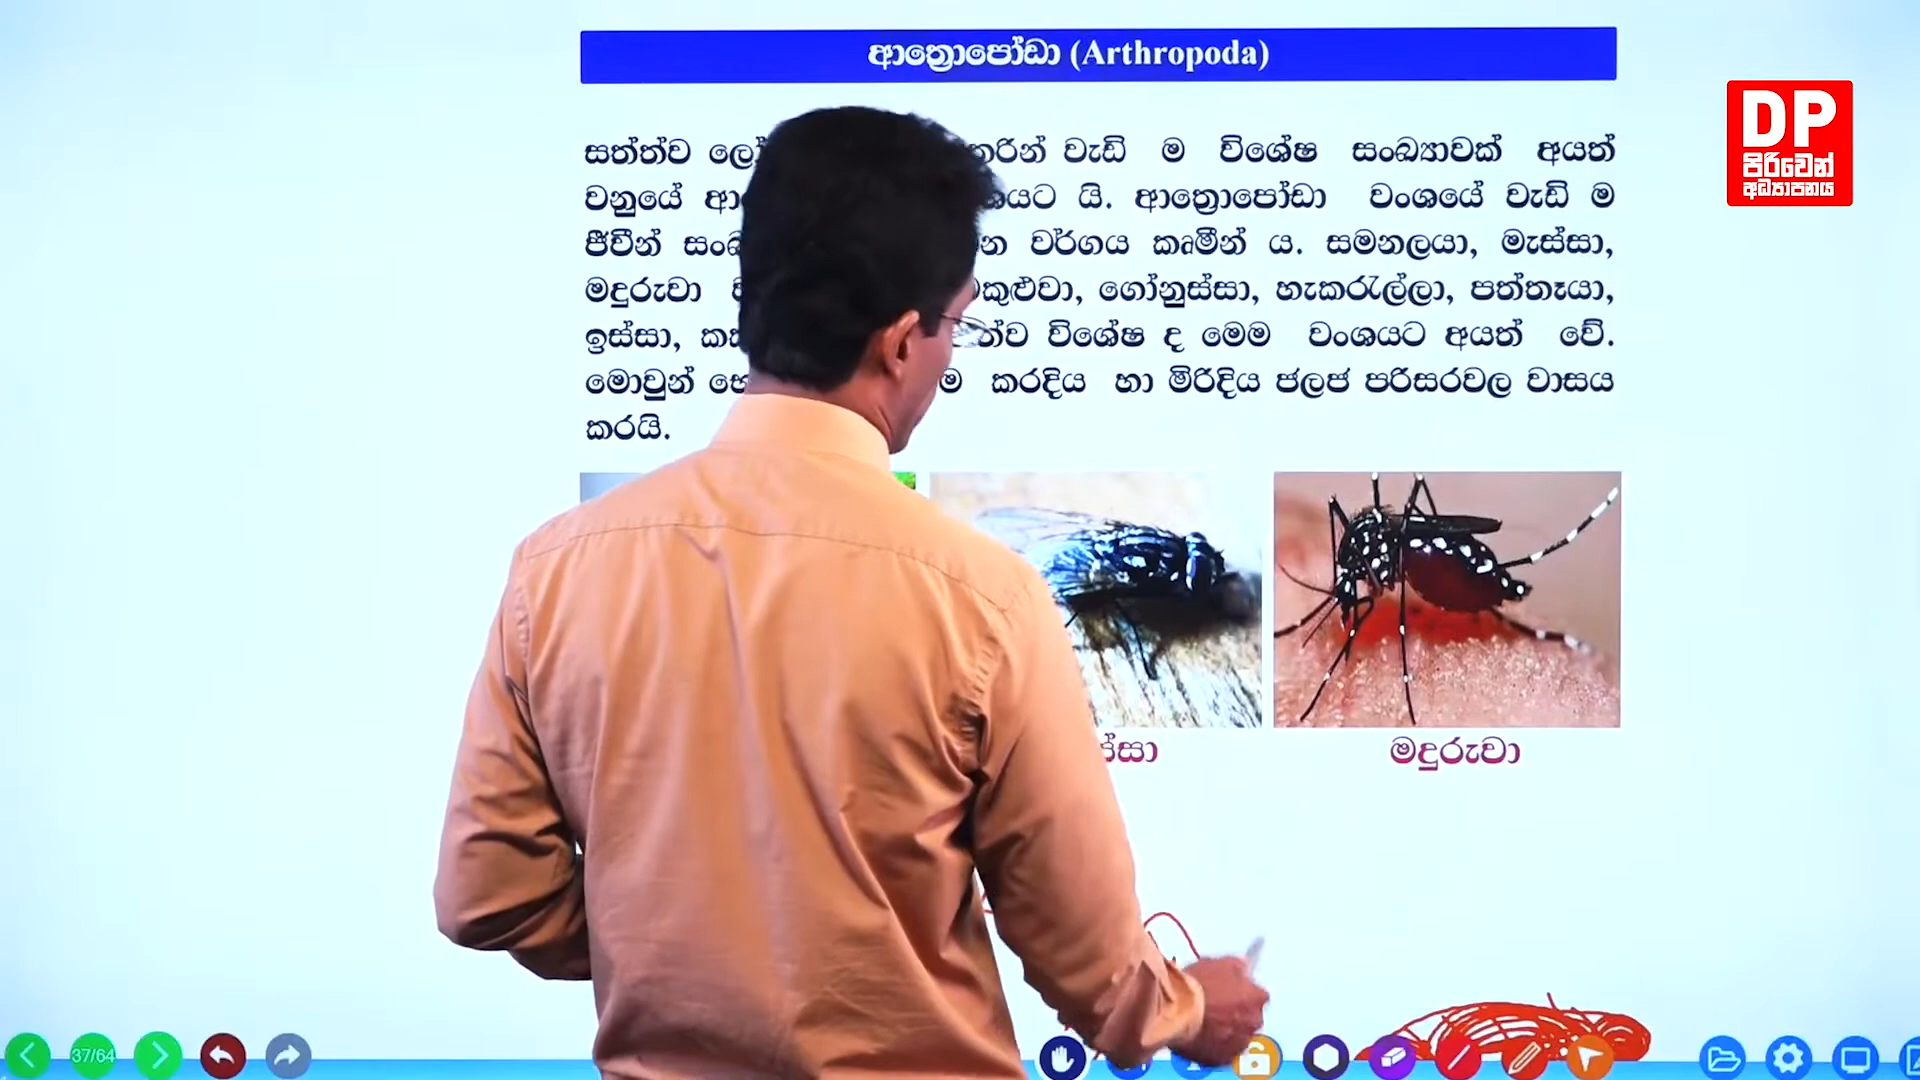 ආත්‍රොපෝඩා (Arthropoda)
DP
පිරිවෙන්
අධ්‍යාපනය
සත්ත්ව වැඩි ම විශේෂ සංඛ්‍යාවක් අයත්
වනුයේ යි. ආත්‍රොපෝඩා වංශයේ වැඩි ම
ජීවීන් වර්ගය කෘමීන් ය. සමනලයා, මැස්සා,
මදුරුවා ගෝනුස්සා, හැකරැල්ලා, පත්තෑයා,
ඉස්සා, විශේෂ ද මෙම වංශයට අයත් වේ.
මොවුන් කරදිය හා මිරිදිය ජලජ පරිසරවල වාසය
කරයි.
මදුරුවා
37/64